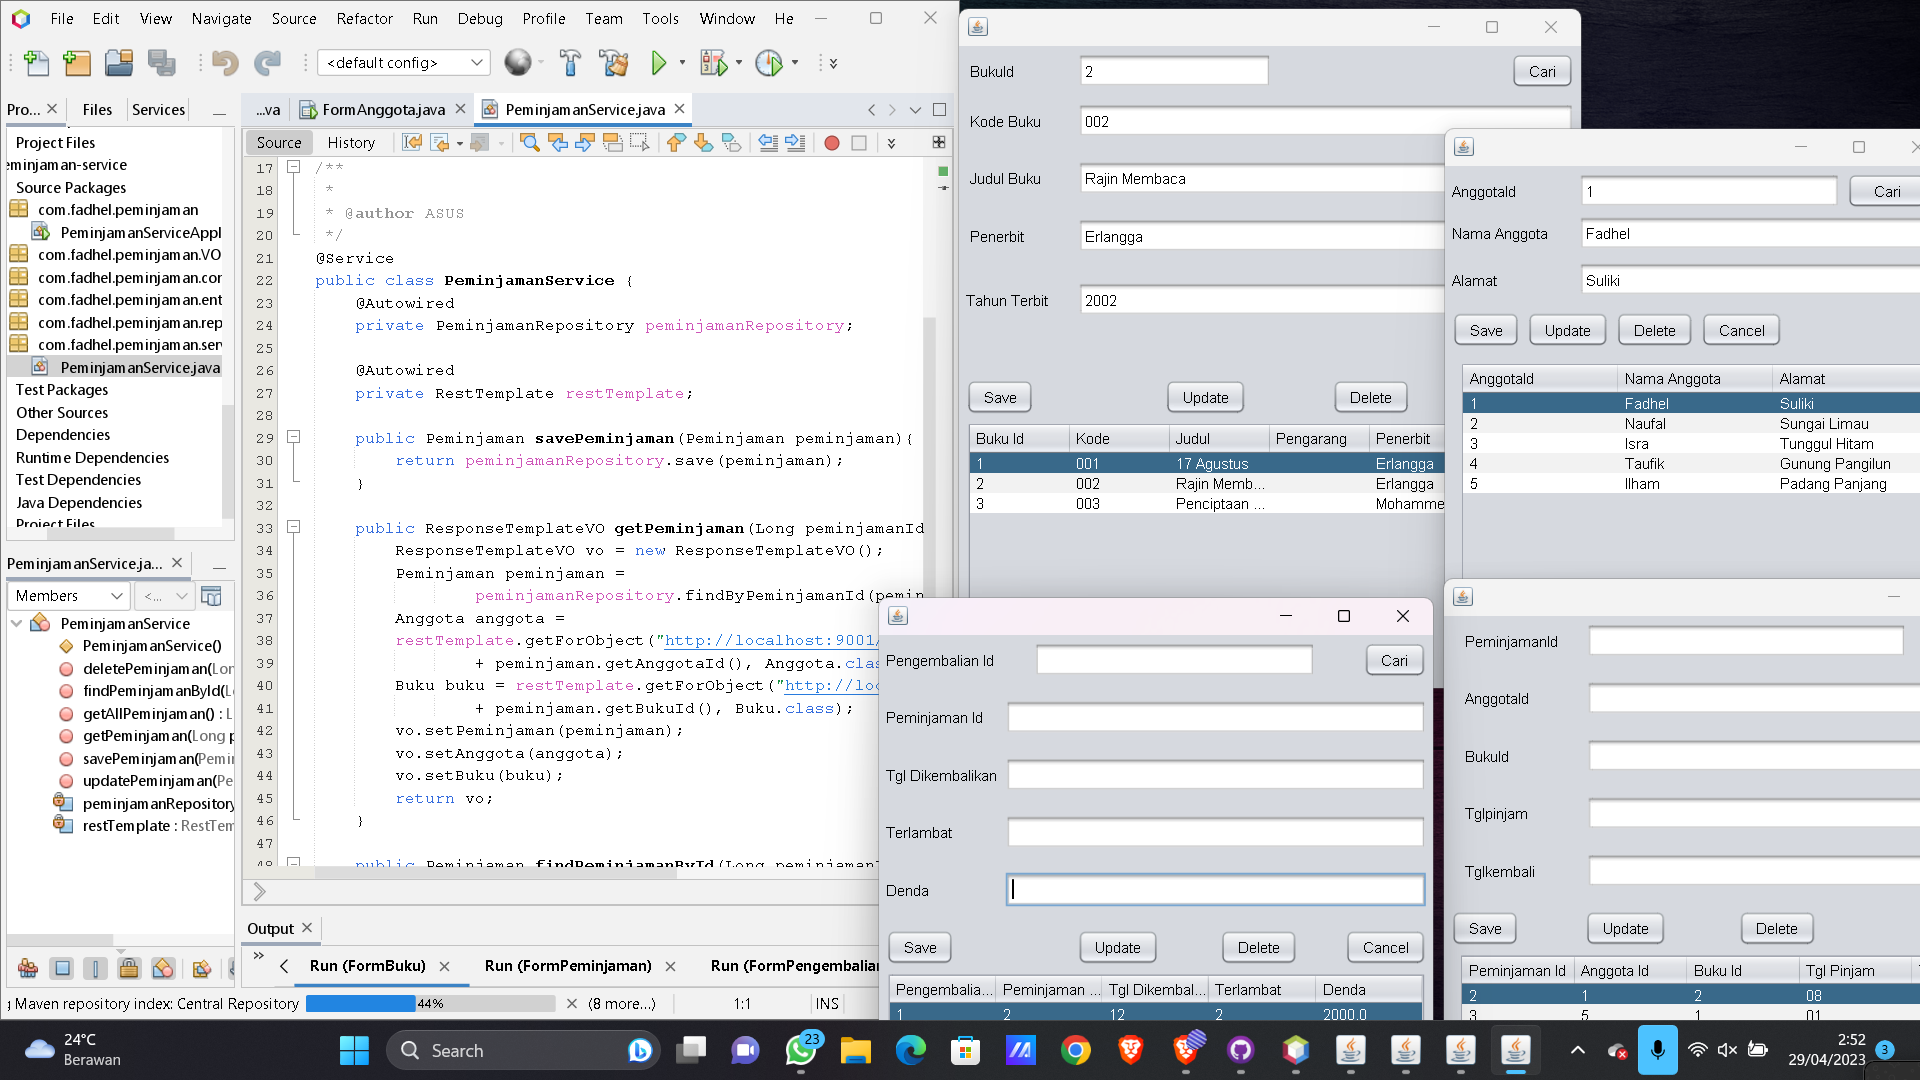 File Edit View Navigate Source Refactor Run Debug Profile Team Tools Window He
<default config>
Pro... Files Services
...va FormAnggota.java PeminjamanService.java
Source History
Project Files
eminjaman-service
Source Packages
com.fadhel.peminjaman
PeminjamanServiceAppl
com.fadhel.peminjaman.VO
com.fadhel.peminjaman.cor
com.fadhel.peminjaman.ent
com.fadhel.peminjaman.rep
com.fadhel.peminjaman.serv
PeminjamanService.java
Test Packages
Other Sources
Dependencies
Runtime Dependencies
Test Dependencies
Java Dependencies
Project Files
PeminjamanService.ja...
Members <...
PeminjamanService
PeminjamanService()
deletePeminjaman(Lon
findPeminjamanById(L
getAllPeminjaman() : L
getPeminjaman(Long p
savePeminjaman(Pemin
updatePeminjaman(Pe
peminjamanRepository
restTemplate : RestTem
17 /**
18 *
19 * @author ASUS
20 */
21 @Service
22 public class PeminjamanService {
23 @Autowired
24 private PeminjamanRepository peminjamanRepository;
25
26 @Autowired
27 private RestTemplate restTemplate;
28
29 public Peminjaman savePeminjaman(Peminjaman peminjaman){
30 return peminjamanRepository.save(peminjaman);
31 }
32
33 public ResponseTemplateVO getPeminjaman(Long peminjamanId
34 ResponseTemplateVO vo = new ResponseTemplateVO();
35 Peminjaman peminjaman =
36 peminjamanRepository.findByPeminjamanId(pemin
37 Anggota anggota =
38 restTemplate.getForObject("http://localhost:9001/
39 + peminjaman.getAnggotaId(), Anggota.clas
40 Buku buku = restTemplate.getForObject("http://loc
41 + peminjaman.getBukuId(), Buku.class);
42 vo.setPeminjaman(peminjaman);
43 vo.setAnggota(anggota);
44 vo.setBuku(buku);
45 return vo;
46 }
47
48 public Peminjaman findPeminjamanById(Long peminjamanI
Output
Run (FormBuku) Run (FormPeminjaman) Run (FormPengembalian
g Maven repository index: Central Repository 44% (8 more...) 1:1 INS
BukuId 2 Cari
Kode Buku 002
Judul Buku Rajin Membaca
Penerbit Erlangga
Tahun Terbit 2002
Save Update Delete
Buku Id Kode Judul Pengarang Penerbit
1 001 17 Agustus Erlangga
2 002 Rajin Memb... Erlangga
3 003 Penciptaan ... Mohamme
AnggotaId 1 Cari
Nama Anggota Fadhel
Alamat Suliki
Save Update Delete Cancel
AnggotaId Nama Anggota Alamat
1 Fadhel Suliki
2 Naufal Sungai Limau
3 Isra Tunggul Hitam
4 Taufik Gunung Pangilun
5 Ilham Padang Panjang
Pengembalian Id Cari
Peminjaman Id
Tgl Dikembalikan
Terlambat
Denda
Save Update Delete Cancel
Pengembalia... Peminjaman ... Tgl Dikembal... Terlambat Denda
1 2 12 2 2000.0
PeminjamanId
AnggotaId
BukuId
Tglpinjam
Tglkembali
Save Update Delete
Peminjaman Id Anggota Id Buku Id Tgl Pinjam
2 1 2 08
3 5 1 01
24°C
Berawan
Search
23
2:52
29/04/2023
3